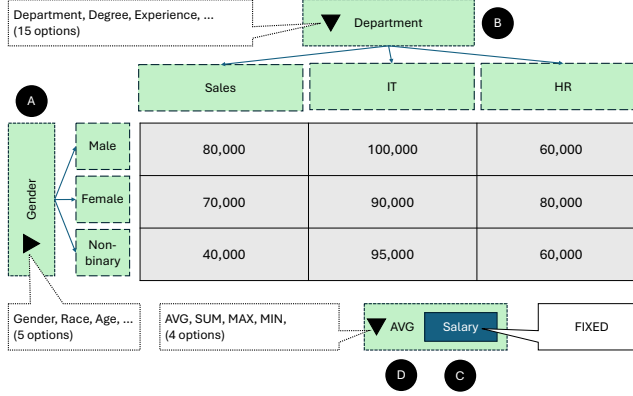 Department, Degree, Experience, ...
(15 options)
Department
B
Sales
IT
HR
A
Gender
Male
80,000
100,000
60,000
Female
70,000
90,000
80,000
Non-
binary
40,000
95,000
60,000
Gender, Race, Age, ...
(5 options)
AVG, SUM, MAX, MIN,
(4 options)
AVG
Salary
FIXED
D
C